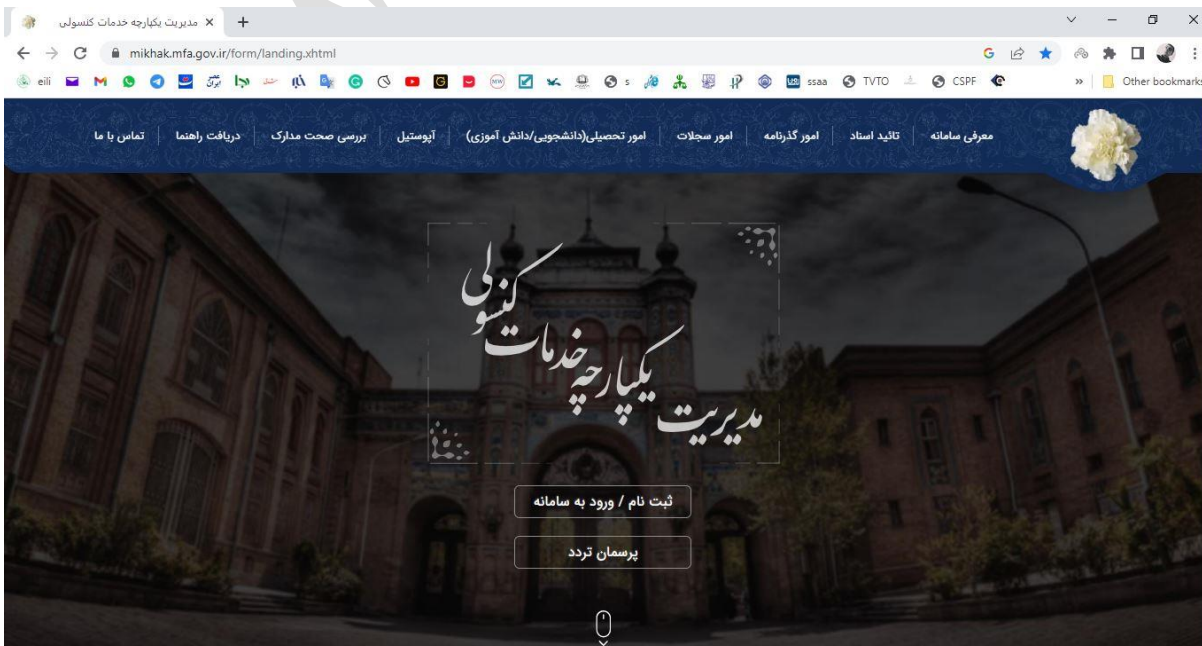 مدیریت یکپارچه خدمات کنسولی
mikhak.mfa.gov.ir/form/landing.xhtml
eili
s
ssaa
TVTO
CSPF
»
Other bookmarks
معرفی سامانه
تائید اسناد
امور گذرنامه
امور سجلات
امور تحصیلی(دانشجویی/دانش آموزی)
آپوستیل
بررسی صحت مدارک
دریافت راهنما
تماس با ما
مدیریت یکپارچه خدمات کنسولی
ثبت نام / ورود به سامانه
پرسمان تردد